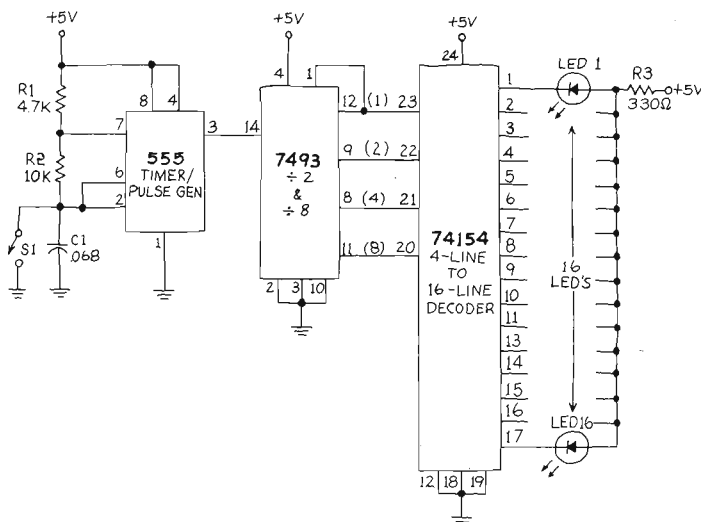 +5V
R1
4.7K
R2
10K
S1
C1
.068
8
4
7
6
2
3
1
555
TIMER/
PULSE GEN
+5V
4
1
14
7493
÷ 2
&
÷ 8
12 (1) 23
9 (2) 22
8 (4) 21
11 (8) 20
2
3
10
+5V
24
74154
4-LINE
TO
16-LINE
DECODER
12
18
19
1
2
3
4
5
6
7
8
9
10
11
13
14
15
16
17
LED 1
R3
330Ω
+5V
16
LED'S
LED16